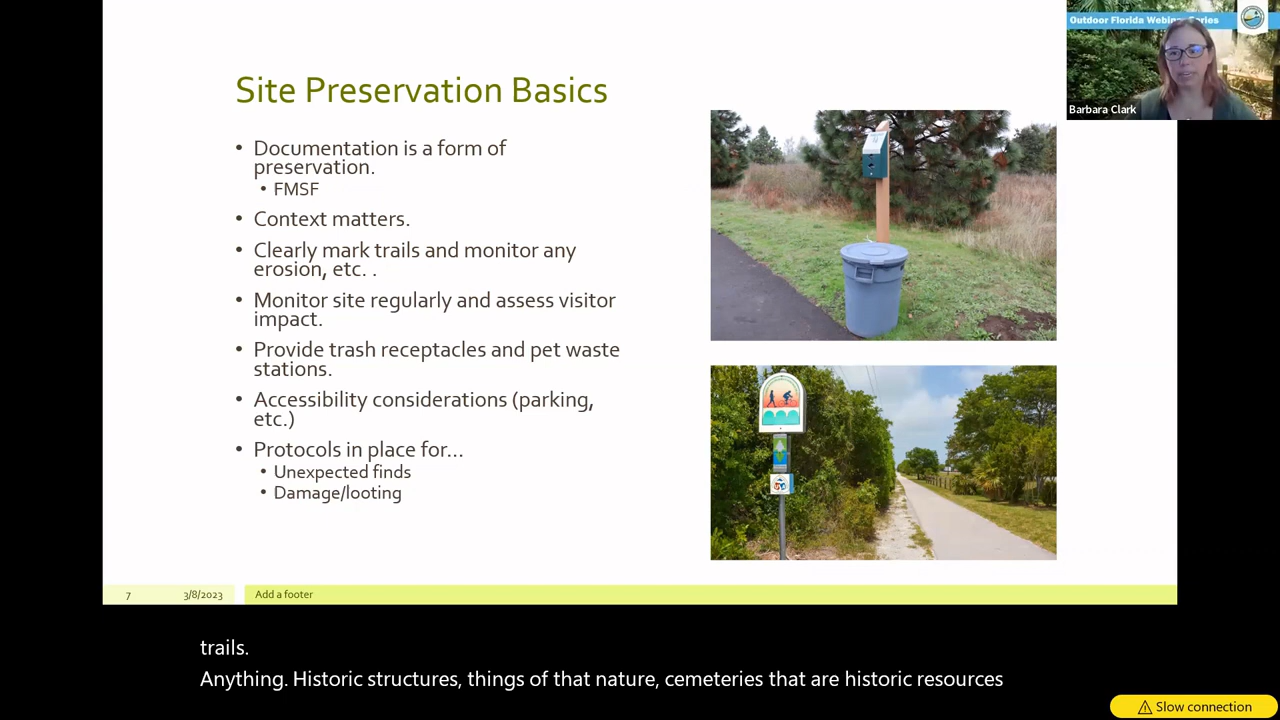 Outdoor Florida Webinar Series
Barbara Clark
Site Preservation Basics
• Documentation is a form of
preservation.
• FMSF
• Context matters.
• Clearly mark trails and monitor any
erosion, etc. .
• Monitor site regularly and assess visitor
impact.
• Provide trash receptacles and pet waste
stations.
• Accessibility considerations (parking,
etc.)
• Protocols in place for...
• Unexpected finds
• Damage/looting
7
3/8/2023
Add a footer
trails.
Anything. Historic structures, things of that nature, cemeteries that are historic resources
Slow connection